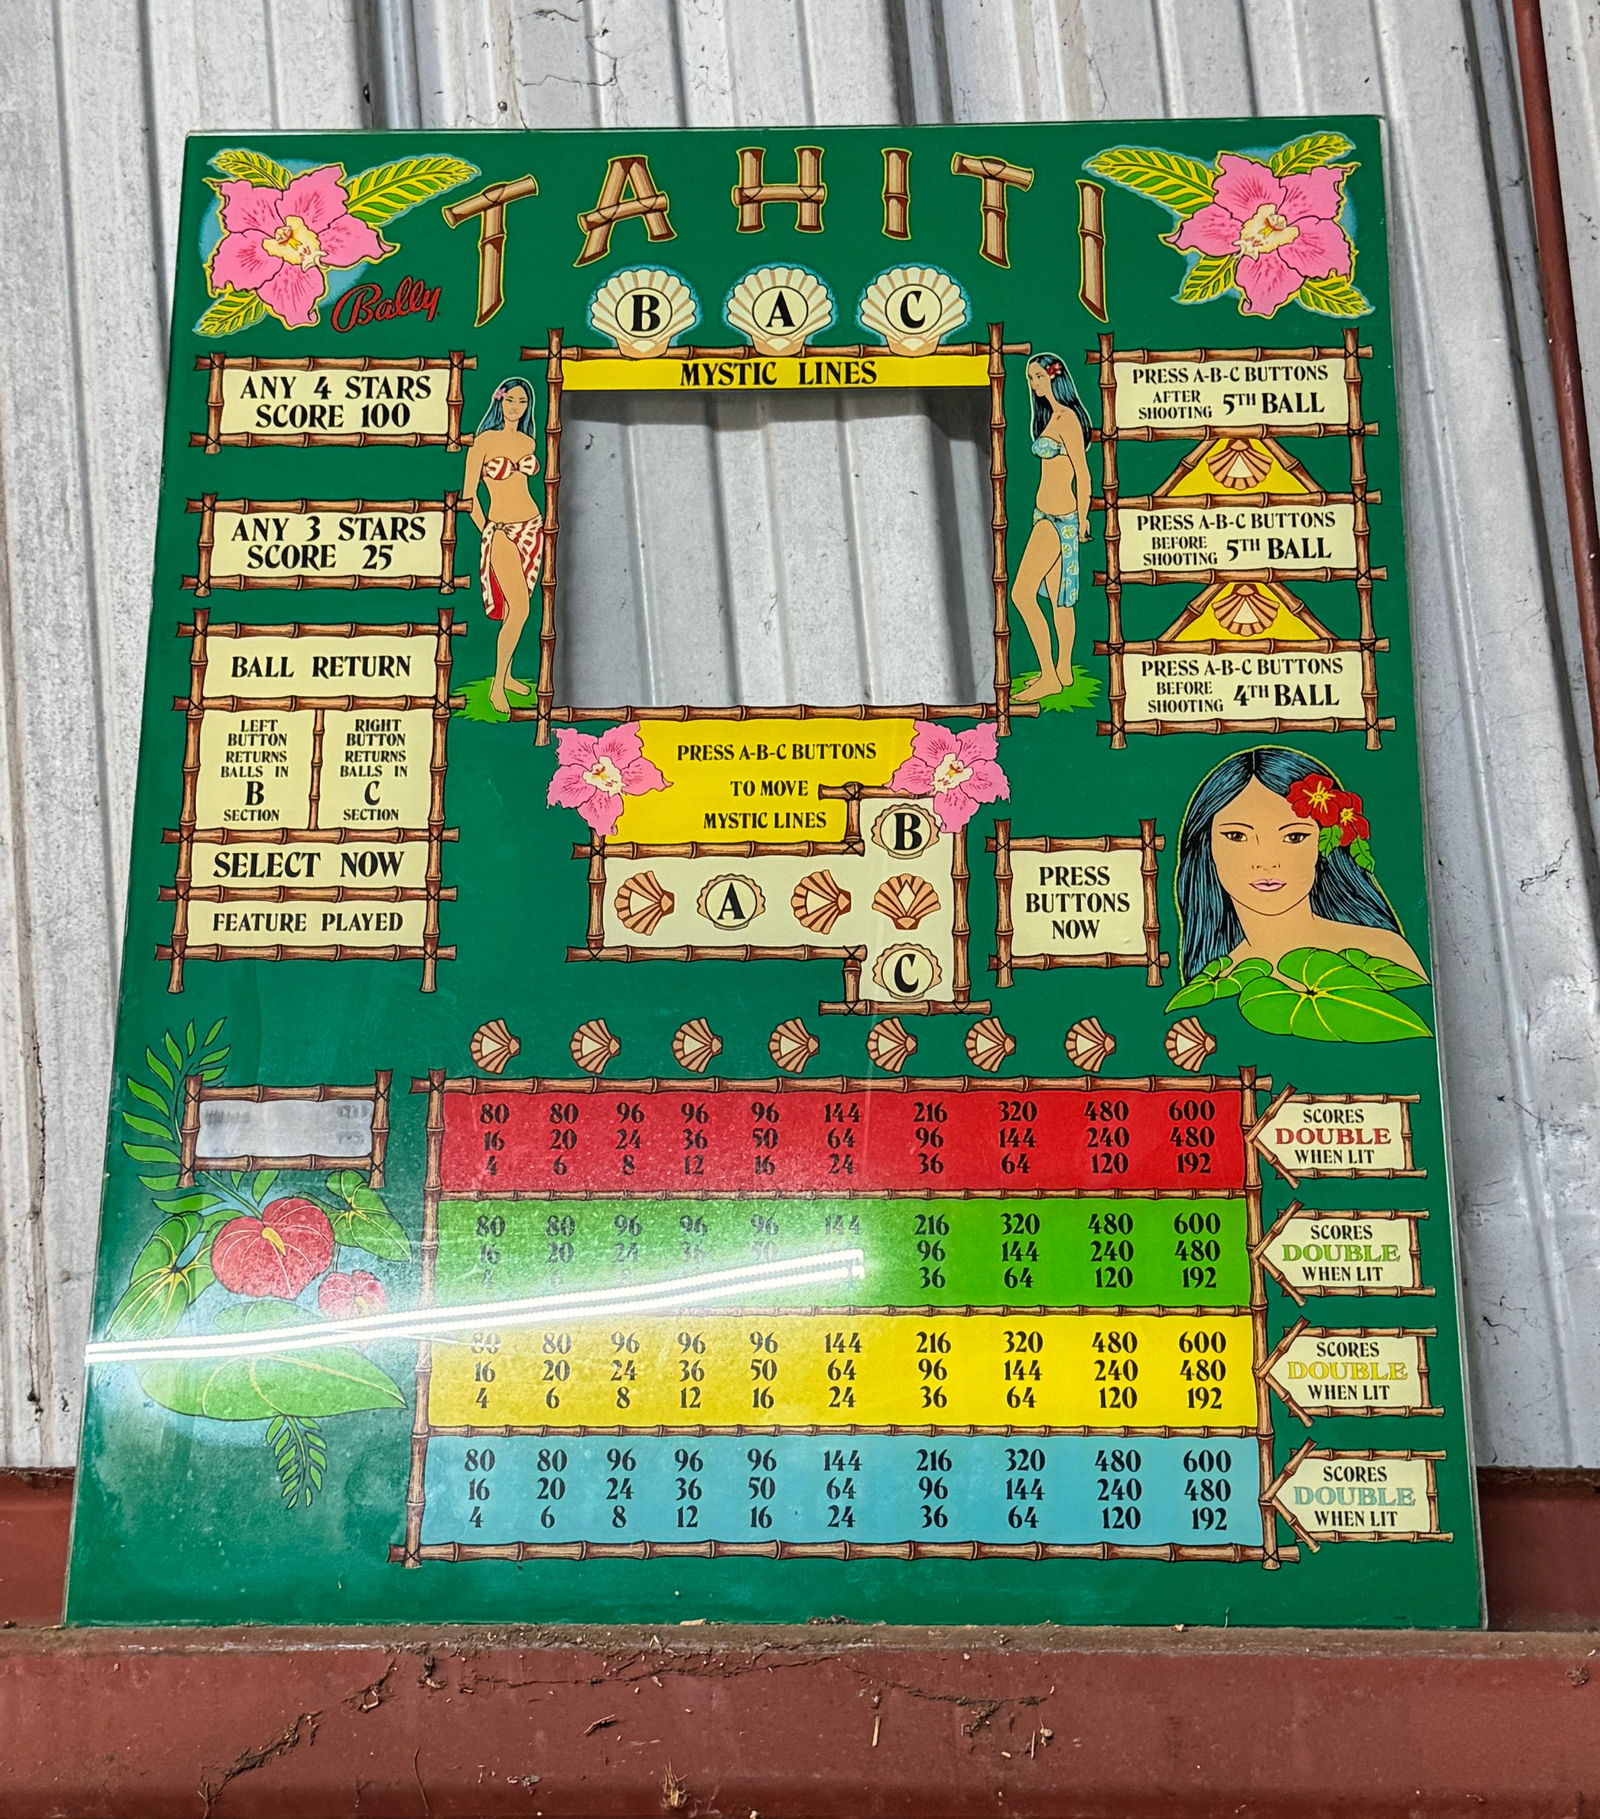 TAHITI
Bally
B A C
MYSTIC LINES
ANY 4 STARS
SCORE 100
ANY 3 STARS
SCORE 25
BALL RETURN
LEFT
BUTTON
RETURNS
BALLS IN
B
SECTION
RIGHT
BUTTON
RETURNS
BALLS IN
C
SECTION
SELECT NOW
FEATURE PLAYED
PRESS A-B-C BUTTONS
AFTER
SHOOTING 5TH BALL
PRESS A-B-C BUTTONS
BEFORE
SHOOTING 5TH BALL
PRESS A-B-C BUTTONS
BEFORE
SHOOTING 4TH BALL
PRESS A-B-C BUTTONS
TO MOVE
MYSTIC LINES
B
A
C
PRESS
BUTTONS
NOW
80 80 96 96 96 144 216 320 480 600
16 20 24 36 50 64 96 144 240 480
4 6 8 12 16 24 36 64 120 192
SCORES
DOUBLE
WHEN LIT
80 80 96 96 96 144 216 320 480 600
16 20 24 36 50 96 144 240 480
36 64 120 192
SCORES
DOUBLE
WHEN LIT
80 80 96 96 96 144 216 320 480 600
16 20 24 36 50 64 96 144 240 480
4 6 8 12 16 24 36 64 120 192
SCORES
DOUBLE
WHEN LIT
80 80 96 96 96 144 216 320 480 600
16 20 24 36 50 64 96 144 240 480
4 6 8 12 16 24 36 64 120 192
SCORES
DOUBLE
WHEN LIT